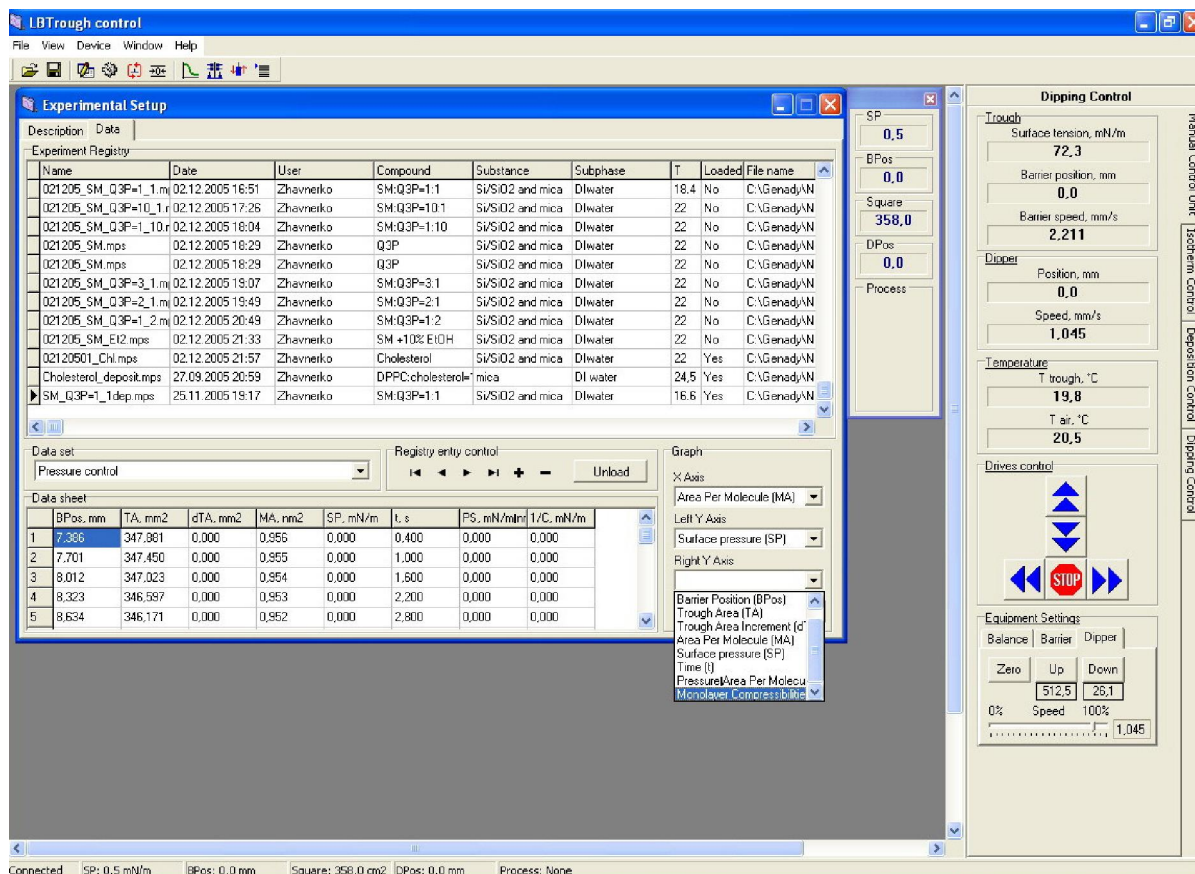 LBTrough control
File View Device Window Help
Experimental Setup
Description Data
Experiment Registry
Name Date User Compound Substance Subphase T Loaded File name
021205_SM_Q3P=1_1.m 02.12.2005 16:51 Zhavnerko SM:Q3P=1:1 Si/SiO2 and mica DIwater 18.4 No C:\Genady\N
021205_SM_Q3P=10_1.r 02.12.2005 17:26 Zhavnerko SM:Q3P=10:1 Si/SiO2 and mica DIwater 22 No C:\Genady\N
021205_SM_Q3P=1_10.r 02.12.2005 18:04 Zhavnerko SM:Q3P=1:10 Si/SiO2 and mica DIwater 22 No C:\Genady\N
021205_SM.mps 02.12.2005 18:29 Zhavnerko Q3P Si/SiO2 and mica DIwater 22 No C:\Genady\N
021205_SM.mps 02.12.2005 18:29 Zhavnerko Q3P Si/SiO2 and mica DIwater 22 No C:\Genady\N
021205_SM_Q3P=3_1.m 02.12.2005 19:07 Zhavnerko SM:Q3P=3:1 Si/SiO2 and mica DIwater 22 No C:\Genady\N
021205_SM_Q3P=2_1.m 02.12.2005 19:49 Zhavnerko SM:Q3P=2:1 Si/SiO2 and mica DIwater 22 No C:\Genady\N
021205_SM_Q3P=1_2.m 02.12.2005 20:49 Zhavnerko SM:Q3P=1:2 Si/SiO2 and mica DIwater 22 No C:\Genady\N
021205_SM_Et2.mps 02.12.2005 21:33 Zhavnerko SM +10% EtOH Si/SiO2 and mica DIwater 22 No C:\Genady\N
02120501_Chl.mps 02.12.2005 21:57 Zhavnerko Cholesterol Si/SiO2 and mica DIwater 22 Yes C:\Genady\N
Cholesterol_deposit.mps 27.09.2005 20:59 Zhavnerko DPPC:cholesterol= mica DI water 24,5 Yes C:\Genady\N
SM_Q3P=1_1dep.mps 25.11.2005 19:17 Zhavnerko SM:Q3P=1:1 Si/SiO2 and mica DIwater 16.6 Yes C:\Genady\N
Data set
Pressure control
Registry entry control
Unload
Data sheet
BPos, mm TA, mm2 dTA, mm2 MA, nm2 SP, mN/m t, s PS, mN/m 1/C, mN/m
1 7,386 347,881 0,000 0,956 0,000 0,400 0,000 0,000
2 7,701 347,450 0,000 0,955 0,000 1,000 0,000 0,000
3 8,012 347,023 0,000 0,954 0,000 1,600 0,000 0,000
4 8,323 346,597 0,000 0,953 0,000 2,200 0,000 0,000
5 8,634 346,171 0,000 0,952 0,000 2,800 0,000 0,000
Graph
X Axis
Area Per Molecule (MA)
Left Y Axis
Surface pressure (SP)
Right Y Axis
Barrier Position (BPos)
Trough Area (TA)
Trough Area Increment (d
Area Per Molecule (MA)
Surface pressure (SP)
Time (t)
Pressure/Area Per Molecu
Monolayer Compressibilitie
SP
0,5
BPos
0,0
Square
358,0
DPos
0,0
Process
Dipping Control
Trough
Surface tension, mN/m
72,3
Barrier position, mm
0,0
Barrier speed, mm/s
2,211
Dipper
Position, mm
0,0
Speed, mm/s
1,045
Temperature
T trough, °C
19,8
T air, °C
20,5
Drives control
STOP
Equipment Settings
Balance Barrier Dipper
Zero Up Down
512,5 26,1
0% Speed 100%
1,045
Manual Control Unit
Isotherm Control
Deposition Control
Dipping Control
Connected SP: 0.5 mN/m BPos: 0.0 mm Square: 358.0 cm2 DPos: 0.0 mm Process: None